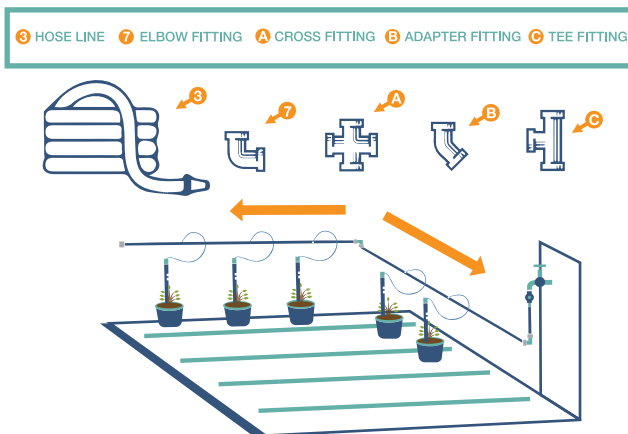 3 HOSE LINE 7 ELBOW FITTING A CROSS FITTING B ADAPTER FITTING C TEE FITTING
3
7
A
B
C